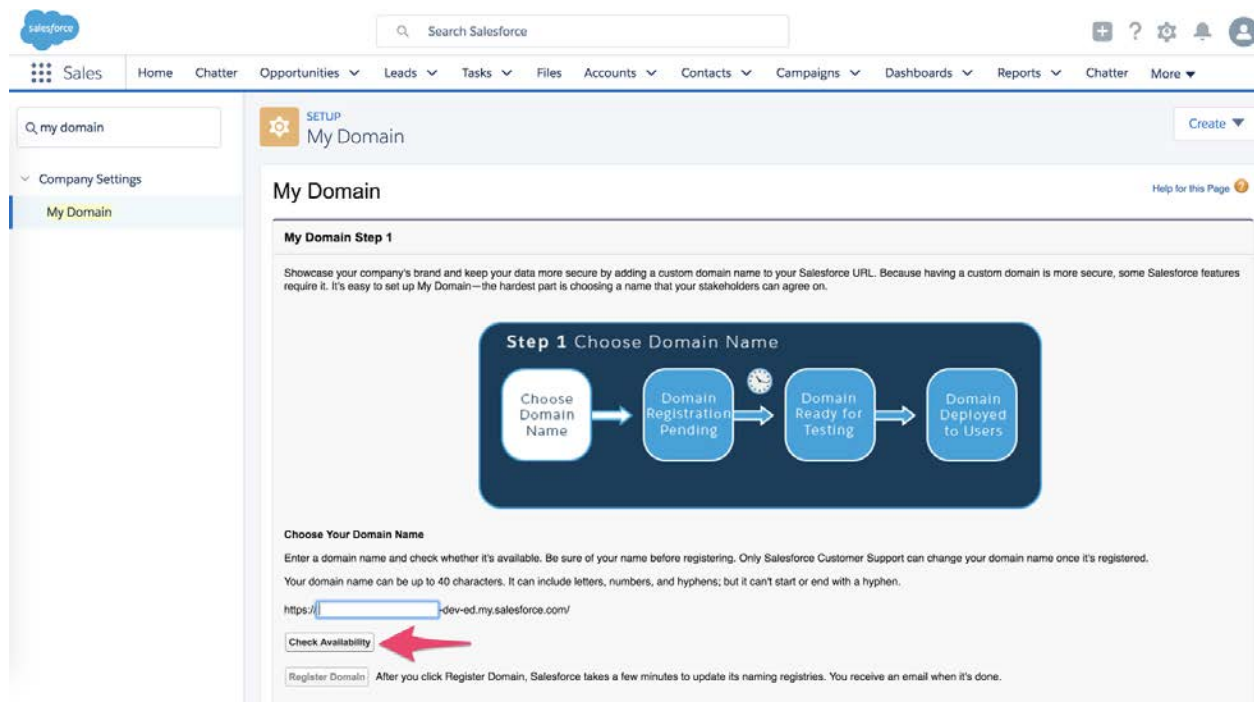 salesforce
Search Salesforce
Sales
Home
Chatter
Opportunities
Leads
Tasks
Files
Accounts
Contacts
Campaigns
Dashboards
Reports
Chatter
More
my domain
Company Settings
My Domain
SETUP
My Domain
Create
My Domain
Help for this Page
My Domain Step 1
Showcase your company's brand and keep your data more secure by adding a custom domain name to your Salesforce URL. Because having a custom domain is more secure, some Salesforce features
require it. It's easy to set up My Domain—the hardest part is choosing a name that your stakeholders can agree on.
Step 1 Choose Domain Name
Choose
Domain
Name
Domain
Registration
Pending
Domain
Ready for
Testing
Domain
Deployed
to Users
Choose Your Domain Name
Enter a domain name and check whether it's available. Be sure of your name before registering. Only Salesforce Customer Support can change your domain name once it's registered.
Your domain name can be up to 40 characters. It can include letters, numbers, and hyphens; but it can't start or end with a hyphen.
https:// -dev-ed.my.salesforce.com/
Check Availability
Register Domain After you click Register Domain, Salesforce takes a few minutes to update its naming registries. You receive an email when it's done.